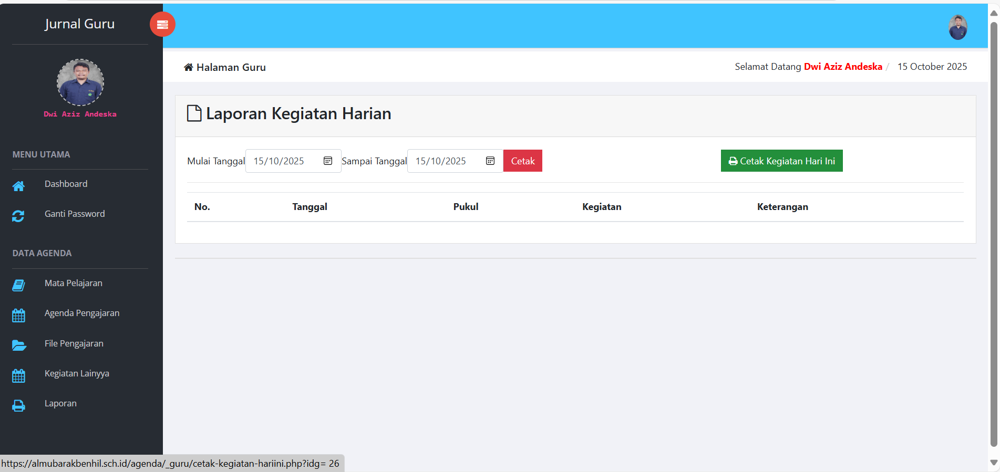 Jurnal Guru
Dwi Aziz Andeska
MENU UTAMA
Dashboard
Ganti Password
DATA AGENDA
Mata Pelajaran
Agenda Pengajaran
File Pengajaran
Kegiatan Lainyya
Laporan
Halaman Guru
Selamat Datang Dwi Aziz Andeska / 15 October 2025
Laporan Kegiatan Harian
Mulai Tanggal 15/10/2025 Sampai Tanggal 15/10/2025 Cetak Cetak Kegiatan Hari Ini
No. Tanggal Pukul Kegiatan Keterangan
https://almubarakbenhil.sch.id/agenda/_guru/cetak-kegiatan-hariini.php?idg= 26